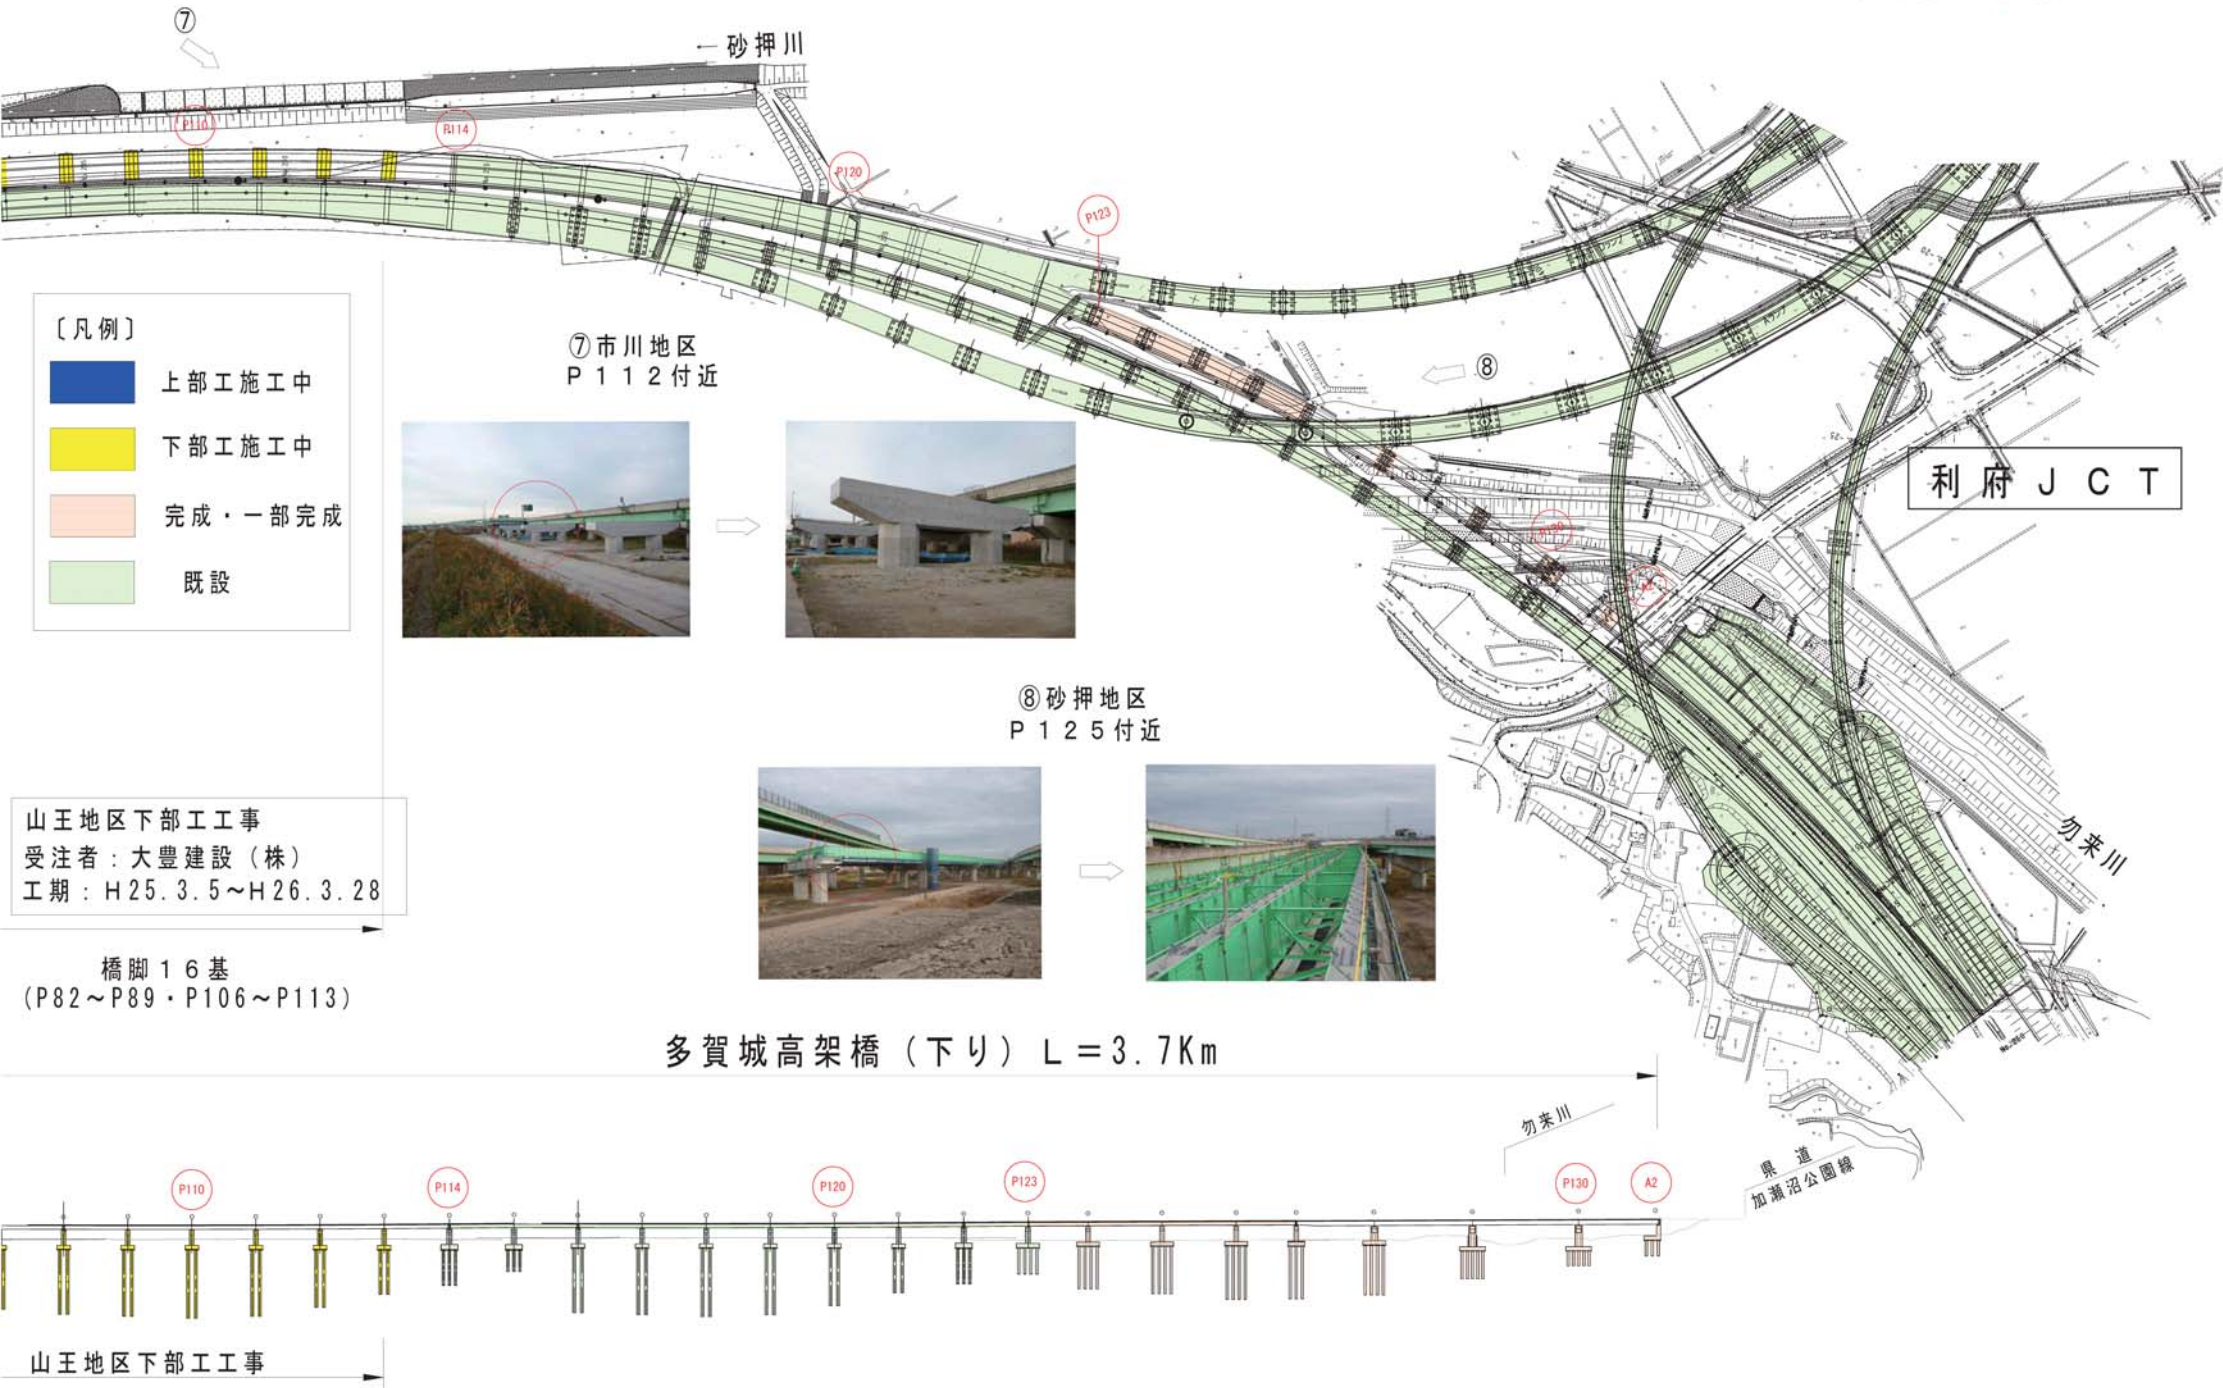 ⑦
← 砂押川
P110
P114
P120
P123
⑧
P130
A2
利府ＪＣＴ
勿来川
〔凡例〕
上部工施工中
下部工施工中
完成・一部完成
既設
⑦市川地区
Ｐ１１２付近
⑧砂押地区
Ｐ１２５付近
山王地区下部工工事
受注者：大豊建設（株）
工期：H25.3.5～H26.3.28
橋脚１６基
(P82～P89・P106～P113)
多賀城高架橋（下り）Ｌ＝3.7Km
勿来川
県道
加瀬沼公園線
P110
P114
P120
P123
P130
A2
山王地区下部工工事